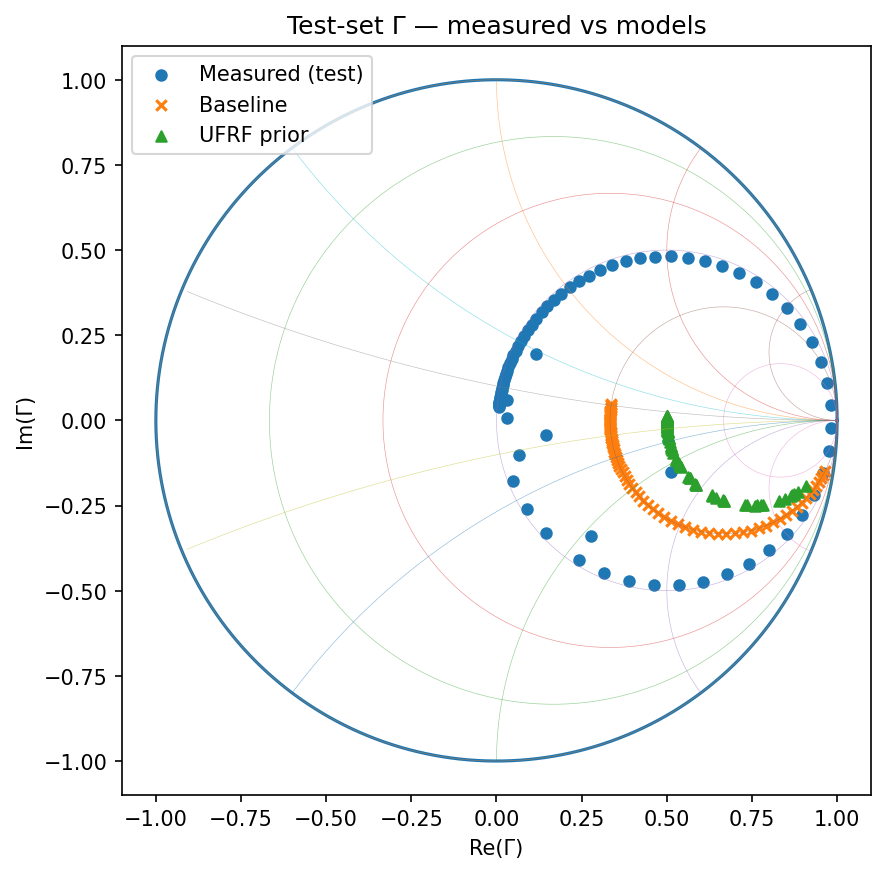 Test-set Γ — measured vs models
Measured (test)
Baseline
UFRF prior
1.00
0.75
0.50
0.25
0.00
−0.25
−0.50
−0.75
−1.00
Im(Γ)
−1.00 −0.75 −0.50 −0.25 0.00 0.25 0.50 0.75 1.00
Re(Γ)